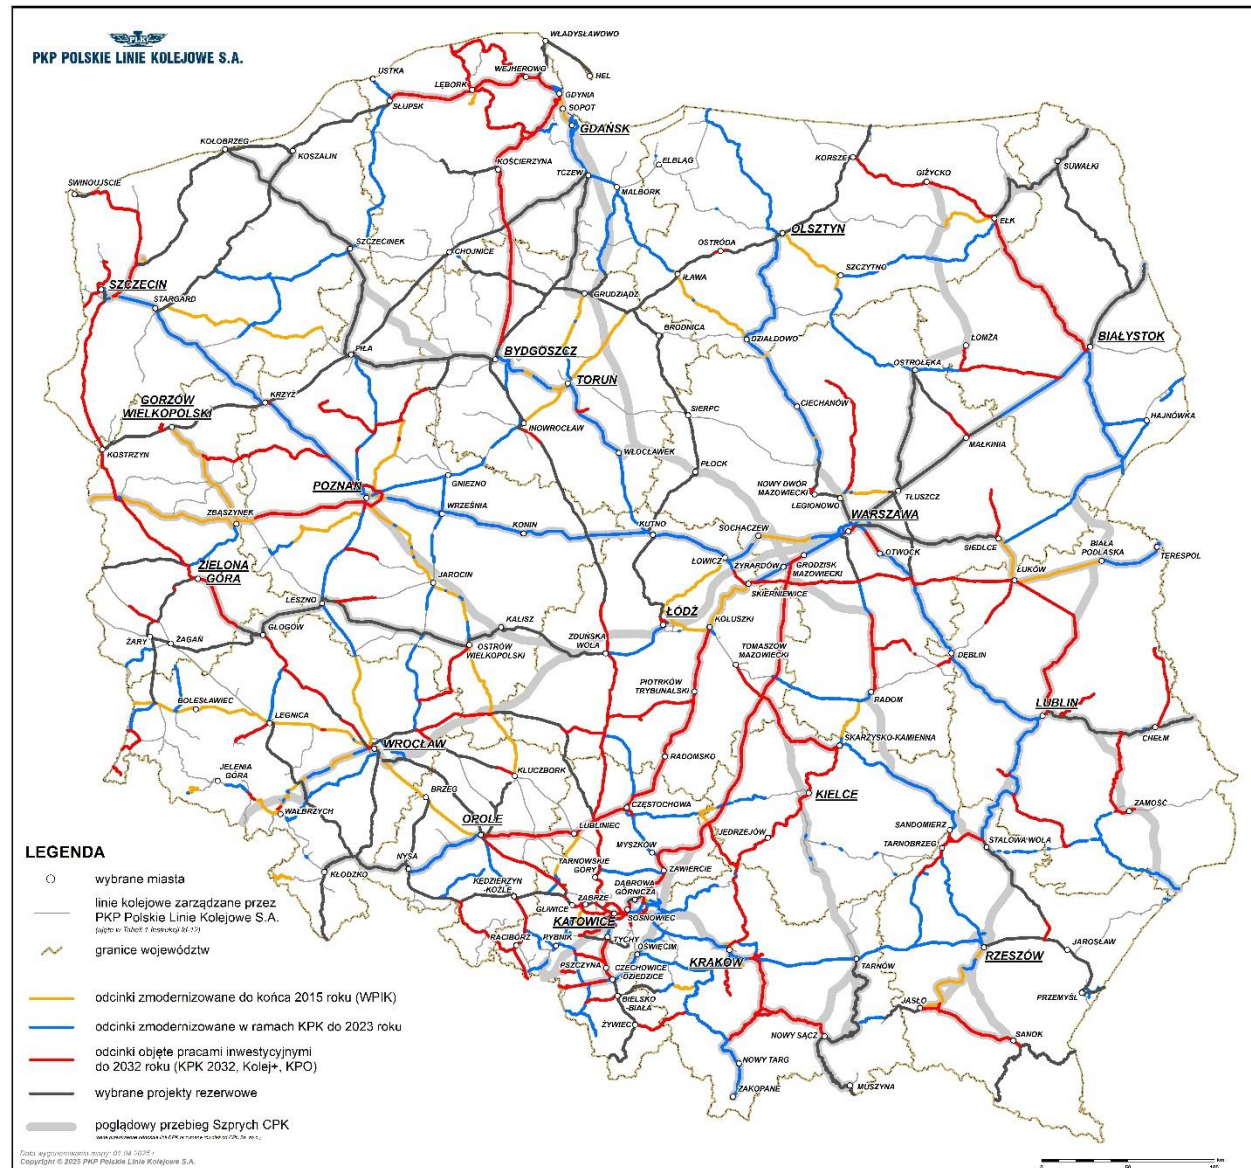 PLK
PKP POLSKIE LINIE KOLEJOWE S.A.
WŁADYSŁAWOWO
HEL
USTKA
LĘBORK
WEJHEROWO
GDYNIA
SOPOT
SŁUPSK
GDAŃSK
KOŁOBRZEG
KOSZALIN
KOŚCIERZYNA
TCZEW
ELBLĄG
MALBORK
KORSZE
GIŻYCKO
SUWAŁKI
EŁK
ŚWINOUJŚCIE
SZCZECINEK
CHOJNICE
OSTRÓDA
OLSZTYN
SZCZYTNO
IŁAWA
SZCZECIN
STARGARD
GRUDZIĄDZ
BRODNICA
DZIAŁDOWO
ŁOMŻA
BIAŁYSTOK
OSTROŁĘKA
PIŁA
BYDGOSZCZ
TORUŃ
CIECHANÓW
HAJNÓWKA
GORZÓW
WIELKOPOLSKI
KRZYŻ
INOWROCŁAW
SIERPC
MAŁKINIA
KOSTRZYN
WŁOCŁAWEK
PŁOCK
POZNAŃ
GNIEZNO
WRZEŚNIA
NOWY DWÓR
MAZOWIECKI
LEGIONOWO
TŁUSZCZ
ZBĄSZYNEK
KONIN
KUTNO
SOCHACZEW
WARSZAWA
SIEDLCE
BIAŁA
PODLASKA
TERESPOL
OTWOCK
ŁOWICZ
ŻYRARDÓW
GRODZISK
MAZOWIECKI
ŁUKÓW
ZIELONA
GÓRA
JAROCIN
SKIERNIEWICE
LESZNO
KALISZ
ŁÓDŹ
KOLUSZKI
ŻARY
ŻAGAŃ
GŁOGÓW
OSTRÓW
WIELKOPOLSKI
ZDUŃSKA
WOLA
TOMASZÓW
MAZOWIECKI
DĘBLIN
PIOTRKÓW
TRYBUNALSKI
RADOM
BOLESŁAWIEC
LEGNICA
LUBLIN
WROCŁAW
SKARŻYSKO-KAMIENNA
CHEŁM
RADOMSKO
JELENIA
GÓRA
KLUCZBORK
BRZEG
KIELCE
WAŁBRZYCH
CZĘSTOCHOWA
ZAMOŚĆ
OPOLE
LUBLINIEC
JĘDRZEJÓW
SANDOMIERZ
TARNOBRZEG
STALOWA WOLA
MYSZKÓW
NYSA
KŁODZKO
TARNOWSKIE
GÓRY
ZAWIERCIE
KĘDZIERZYN
-KOŹLE
DĄBROWA
GÓRNICZA
ZABRZE
GLIWICE
KATOWICE
SOSNOWIEC
RACIBÓRZ
RYBNIK
TYCHY
OŚWIĘCIM
KRAKÓW
RZESZÓW
JAROSŁAW
PSZCZYNA
CZECHOWICE
DZIEDZICE
TARNÓW
PRZEMYŚL
BIELSKO
-BIAŁA
JASŁO
ŻYWIEC
NOWY SĄCZ
SANOK
NOWY TARG
ZAKOPANE
MUSZYNA
LEGENDA
wybrane miasta
linie kolejowe zarządzane przez
PKP Polskie Linie Kolejowe S.A.
granice województw
odcinki zmodernizowane do końca 2015 roku (WPIK)
odcinki zmodernizowane w ramach KPK do 2023 roku
odcinki objęte pracami inwestycyjnymi
do 2032 roku (KPK 2032, Kolej+, KPO)
wybrane projekty rezerwowe
poglądowy przebieg Szprych CPK
Data wygenerowania mapy: 01.04.2025 r.
Copyright © 2025 PKP Polskie Linie Kolejowe S.A.
km
0
50
100